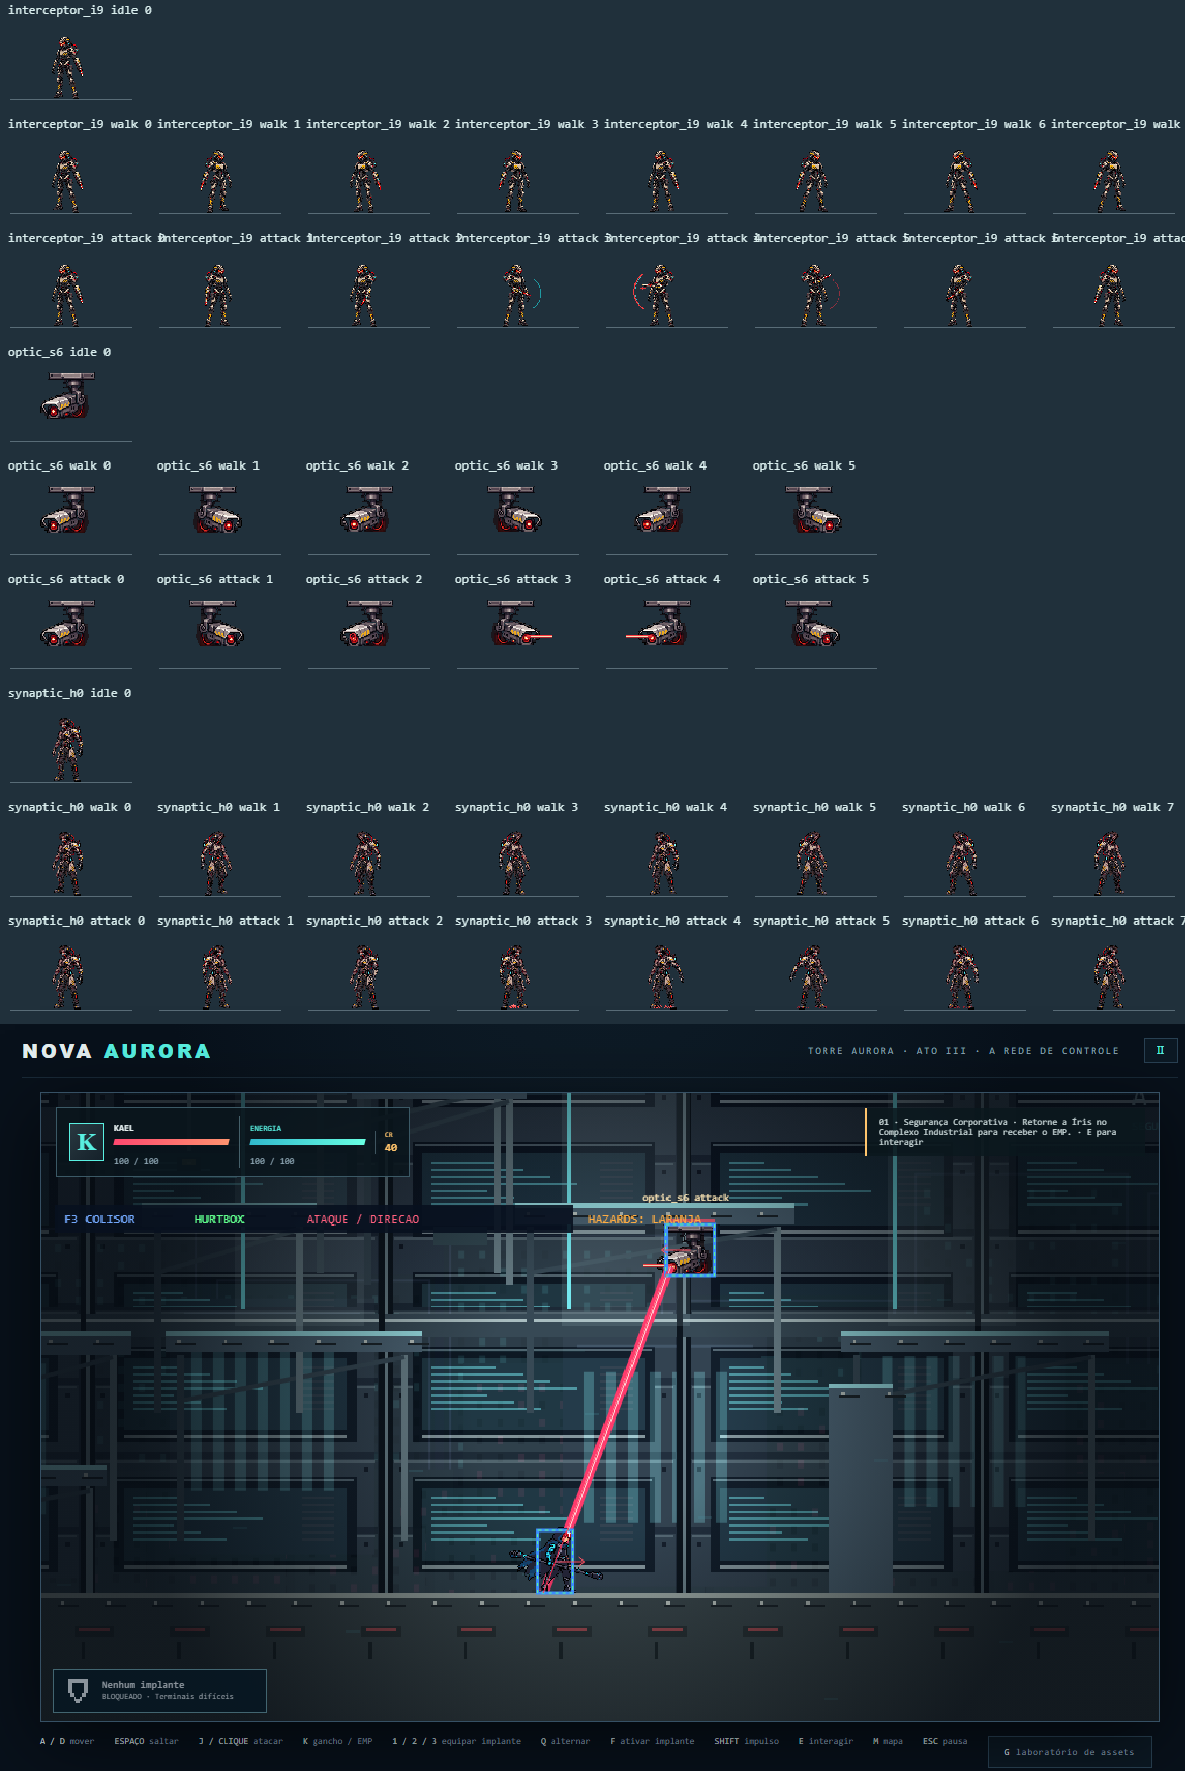 interceptor_i9 idle 0
interceptor_i9 walk 0 interceptor_i9 walk 1 interceptor_i9 walk 2 interceptor_i9 walk 3 interceptor_i9 walk 4 interceptor_i9 walk 5 interceptor_i9 walk 6 interceptor_i9 walk
interceptor_i9 attack interceptor_i9 attack interceptor_i9 attack interceptor_i9 attack interceptor_i9 attack interceptor_i9 attack interceptor_i9 attack interceptor_i9 attac
optic_s6 idle 0
optic_s6 walk 0 optic_s6 walk 1 optic_s6 walk 2 optic_s6 walk 3 optic_s6 walk 4 optic_s6 walk 5
optic_s6 attack 0 optic_s6 attack 1 optic_s6 attack 2 optic_s6 attack 3 optic_s6 attack 4 optic_s6 attack 5
synaptic_h0 idle 0
synaptic_h0 walk 0 synaptic_h0 walk 1 synaptic_h0 walk 2 synaptic_h0 walk 3 synaptic_h0 walk 4 synaptic_h0 walk 5 synaptic_h0 walk 6 synaptic_h0 walk 7
synaptic_h0 attack 0 synaptic_h0 attack 1 synaptic_h0 attack 2 synaptic_h0 attack 3 synaptic_h0 attack 4 synaptic_h0 attack 5 synaptic_h0 attack 6 synaptic_h0 attack 7
NOVA AURORA
TORRE AURORA · ATO III · A REDE DE CONTROLE
II
K
KAEL
100 / 100
ENERGIA
100 / 100
CR
40
01 · Segurança Corporativa · Retorne a Íris no
Complexo Industrial para receber o EMP. · E para
interagir
optic_s6 attack
F3 COLISOR HURTBOX ATAQUE / DIRECAO HAZARDS: LARANJA
Nenhum implante
BLOQUEADO · Terminais difíceis
A / D mover ESPAÇO saltar J / CLIQUE atacar K gancho / EMP 1 / 2 / 3 equipar implante Q alternar F ativar implante SHIFT impulso E interagir M mapa ESC pausa
G laboratório de assets